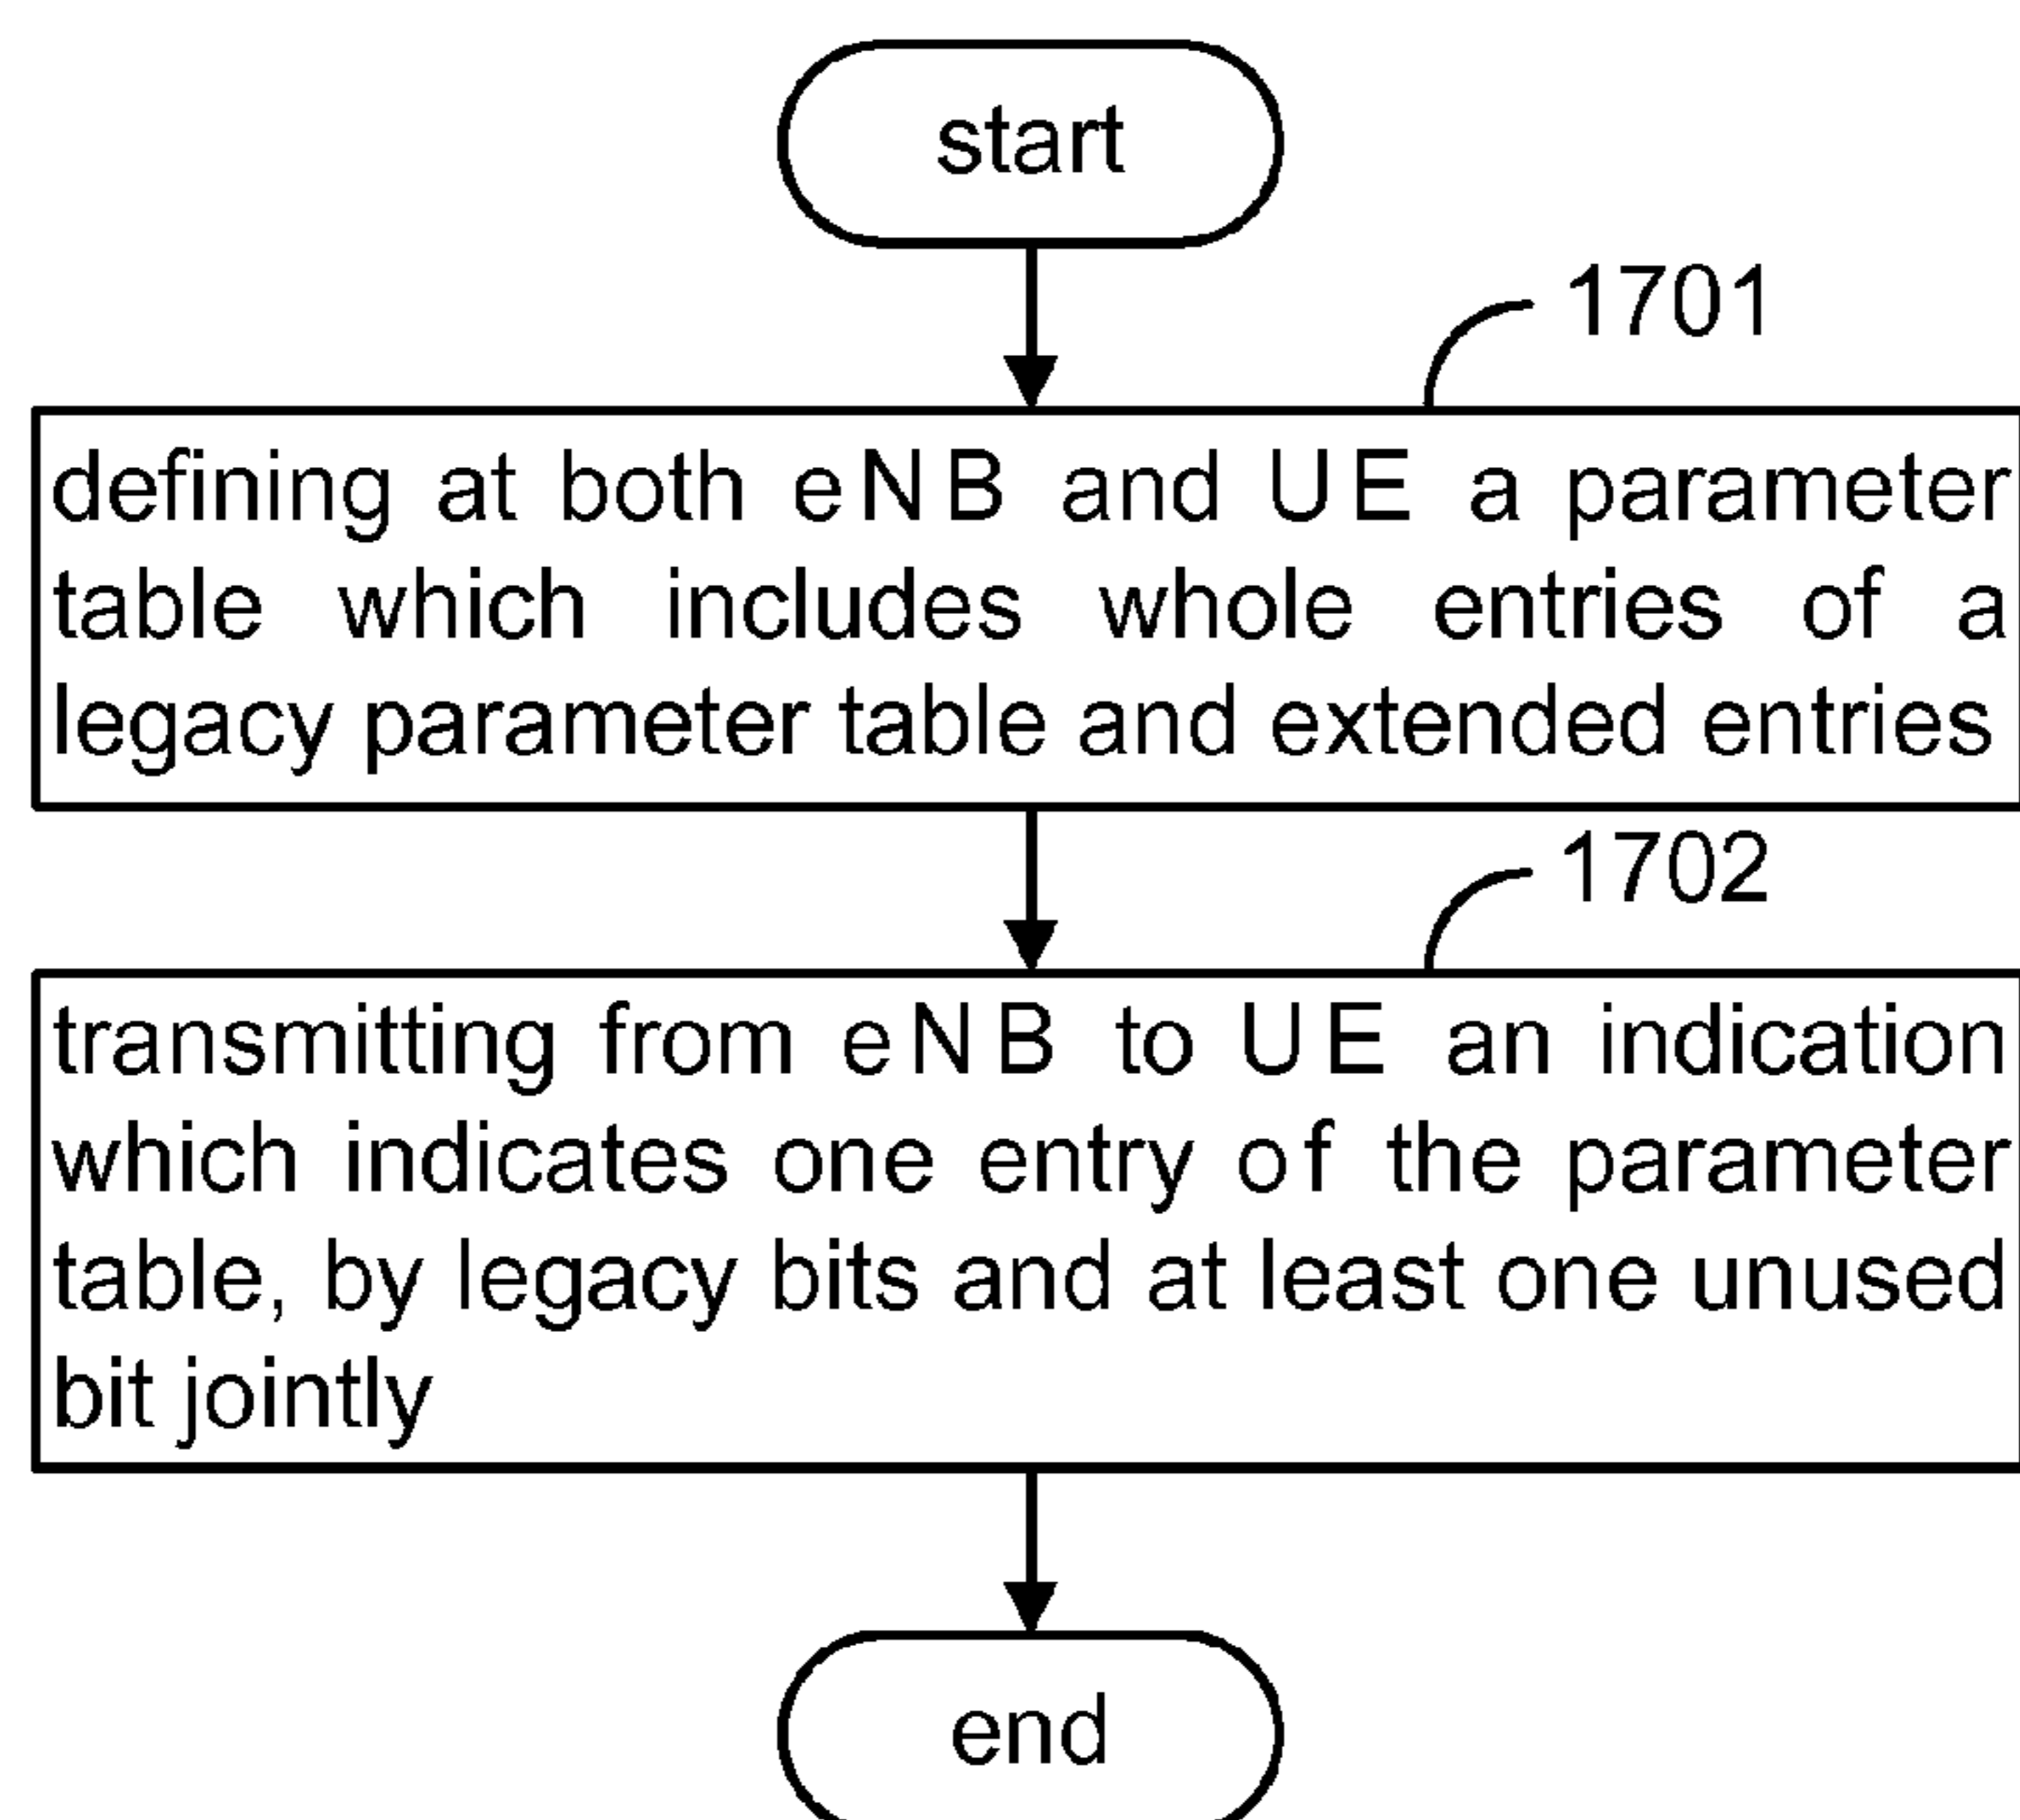 start
1701
defining at both eNB and UE a parameter
table which includes whole entries of a
legacy parameter table and extended entries
1702
transmitting from eNB to UE an indication
which indicates one entry of the parameter
table, by legacy bits and at least one unused
bit jointly
end